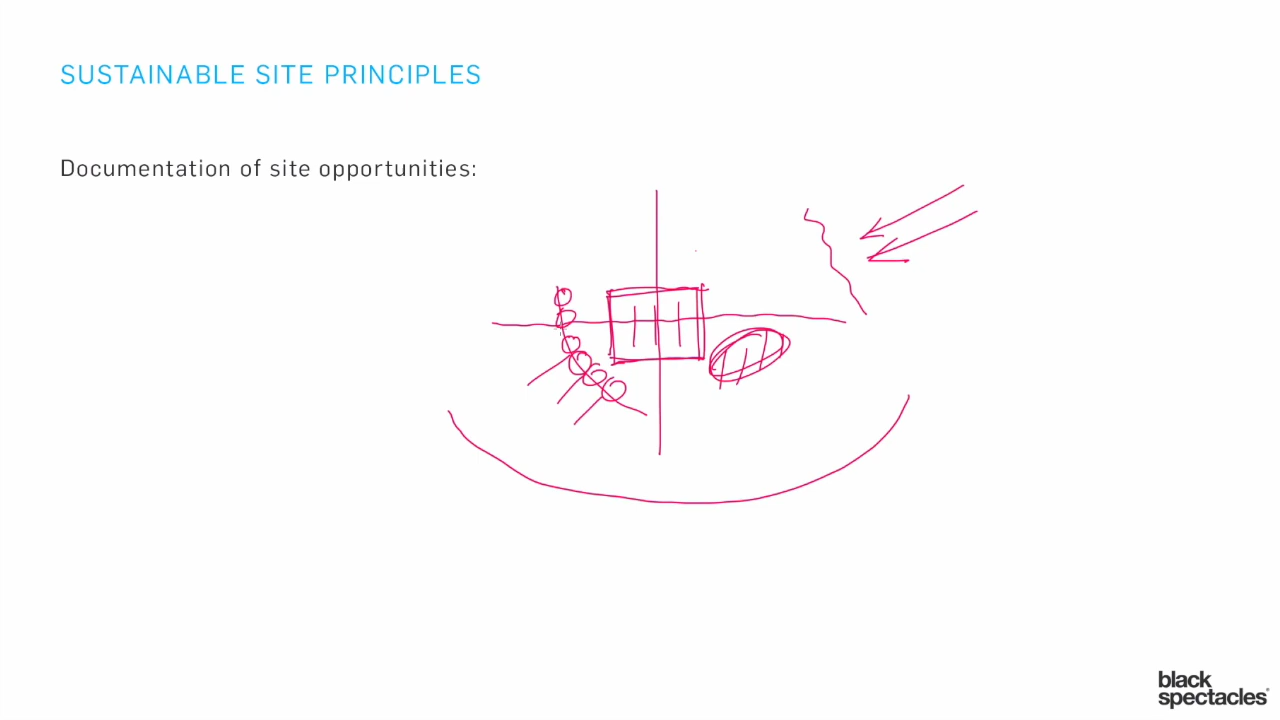 SUSTAINABLE SITE PRINCIPLES
Documentation of site opportunities:
black
spectacles